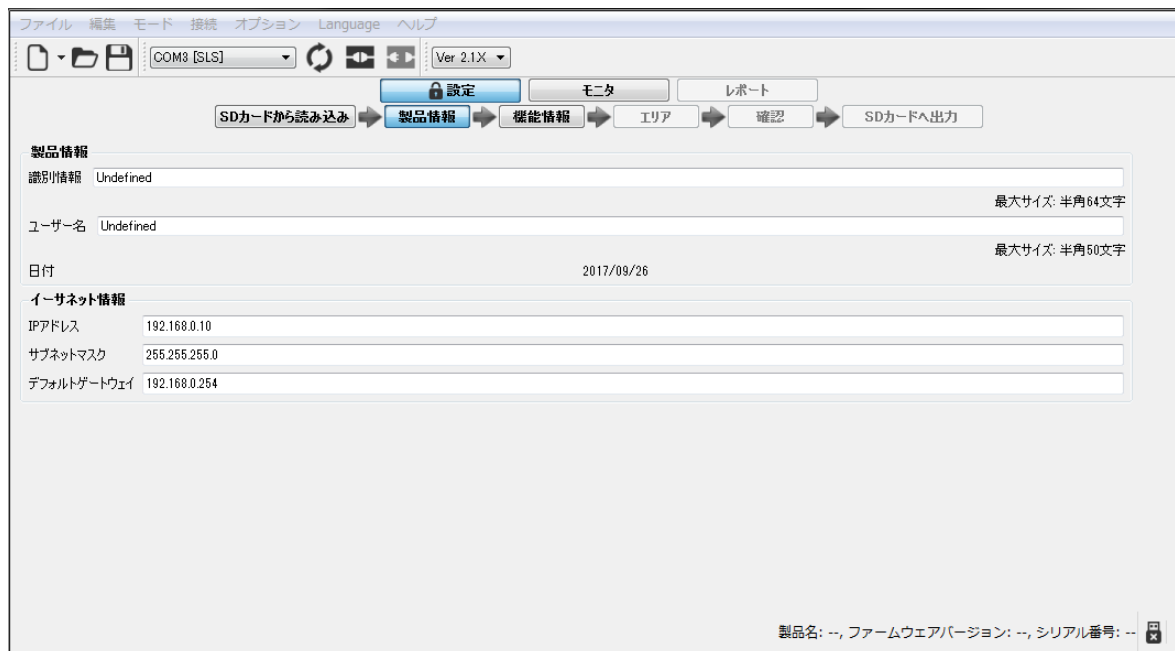 ファイル 編集 モード 接続 オプション Language ヘルプ
COM3 [SLS] Ver 2.1X
設定 モニタ レポート
SDカードから読み込み 製品情報 機能情報 エリア 確認 SDカードへ出力
製品情報
識別情報 Undefined
最大サイズ: 半角64文字
ユーザー名 Undefined
最大サイズ: 半角50文字
日付 2017/09/26
イーサネット情報
IPアドレス 192.168.0.10
サブネットマスク 255.255.255.0
デフォルトゲートウェイ 192.168.0.254
製品名: --, ファームウェアバージョン: --, シリアル番号: --